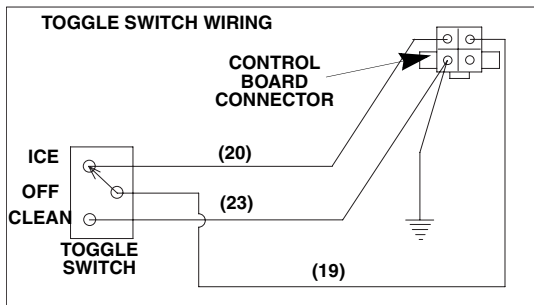 TOGGLE SWITCH WIRING
CONTROL
BOARD
CONNECTOR
ICE
(20)
OFF
(23)
CLEAN
TOGGLE
SWITCH
(19)